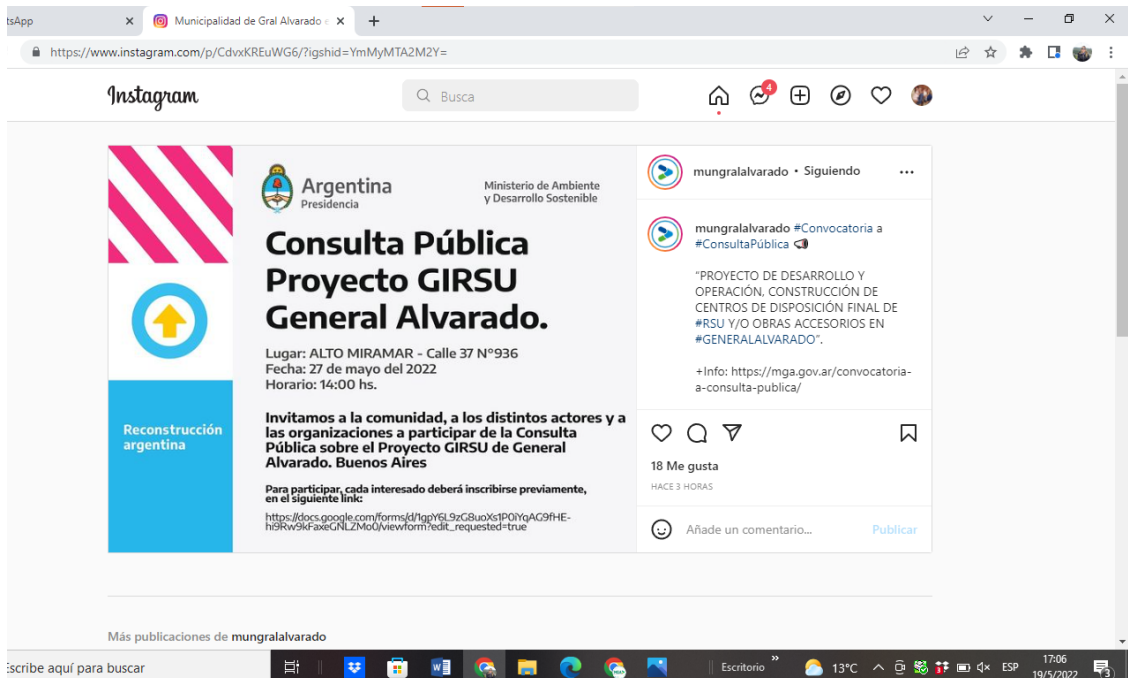 tsApp
Municipalidad de Gral Alvarado e
https://www.instagram.com/p/CdvxKREuWG6/?igshid=YmMyMTA2M2Y=
Instagram
Busca
4
Argentina
Presidencia
Ministerio de Ambiente
y Desarrollo Sostenible
Consulta Pública
Proyecto GIRSU
General Alvarado.
Lugar: ALTO MIRAMAR - Calle 37 N°936
Fecha: 27 de mayo del 2022
Horario: 14:00 hs.
Reconstrucción
argentina
Invitamos a la comunidad, a los distintos actores y a
las organizaciones a participar de la Consulta
Pública sobre el Proyecto GIRSU de General
Alvarado. Buenos Aires
Para participar, cada interesado deberá inscribirse previamente,
en el siguiente link:
https://docs.google.com/forms/d/1gpY6L9zG8uoXs1P0iYqAG9fHE-
hi9Rw9kFaxeGNLZMo0/viewform?edit_requested=true
mungralalvarado • Siguiendo
mungralalvarado #Convocatoria a
#ConsultaPública
"PROYECTO DE DESARROLLO Y
OPERACIÓN, CONSTRUCCIÓN DE
CENTROS DE DISPOSICIÓN FINAL DE
#RSU Y/O OBRAS ACCESORIOS EN
#GENERALALVARADO".
+Info: https://mga.gov.ar/convocatoria-
a-consulta-publica/
18 Me gusta
HACE 3 HORAS
Añade un comentario...
Publicar
Más publicaciones de mungralalvarado
Escribe aquí para buscar
Escritorio
13°C
ESP
17:06
19/5/2022
3